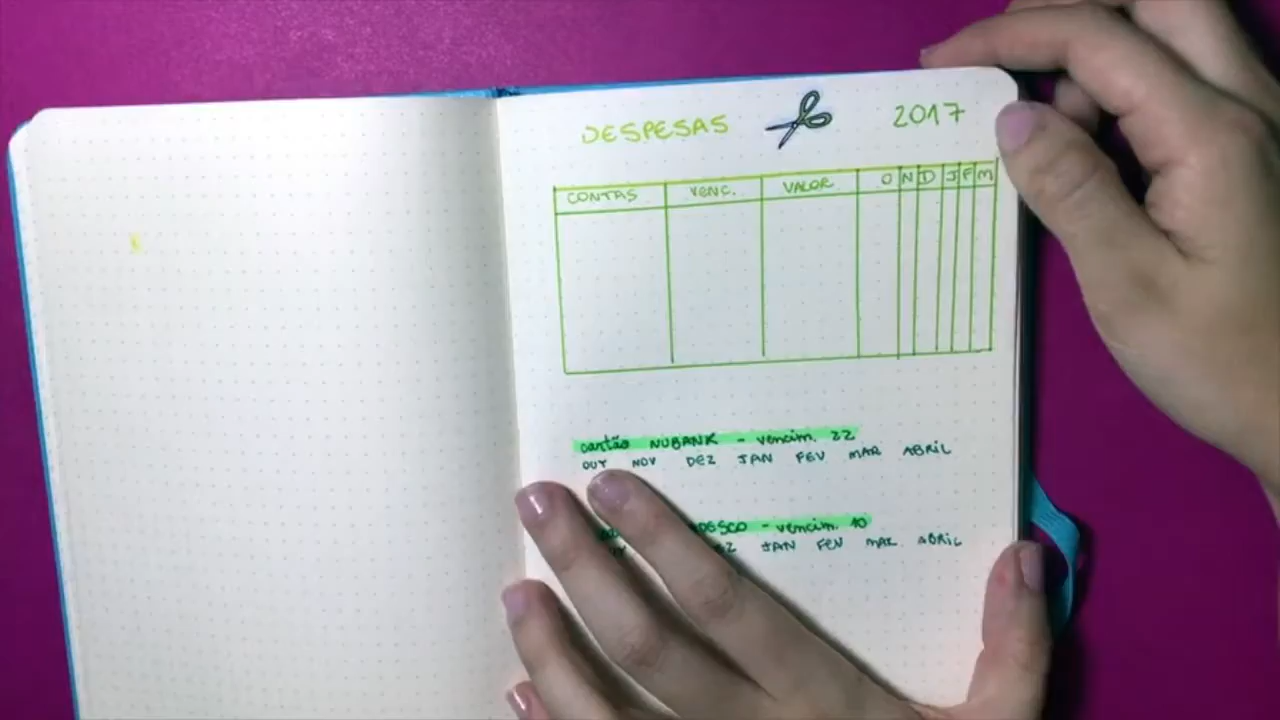 DESPESAS 2017
CONTAS VENC. VALOR O N D J F M
cartão NUBANK - vencim. 22
OUT NOV DEZ JAN FEV MAR ABRIL
- vencim. 10
JAN FEV MAR ABRIL